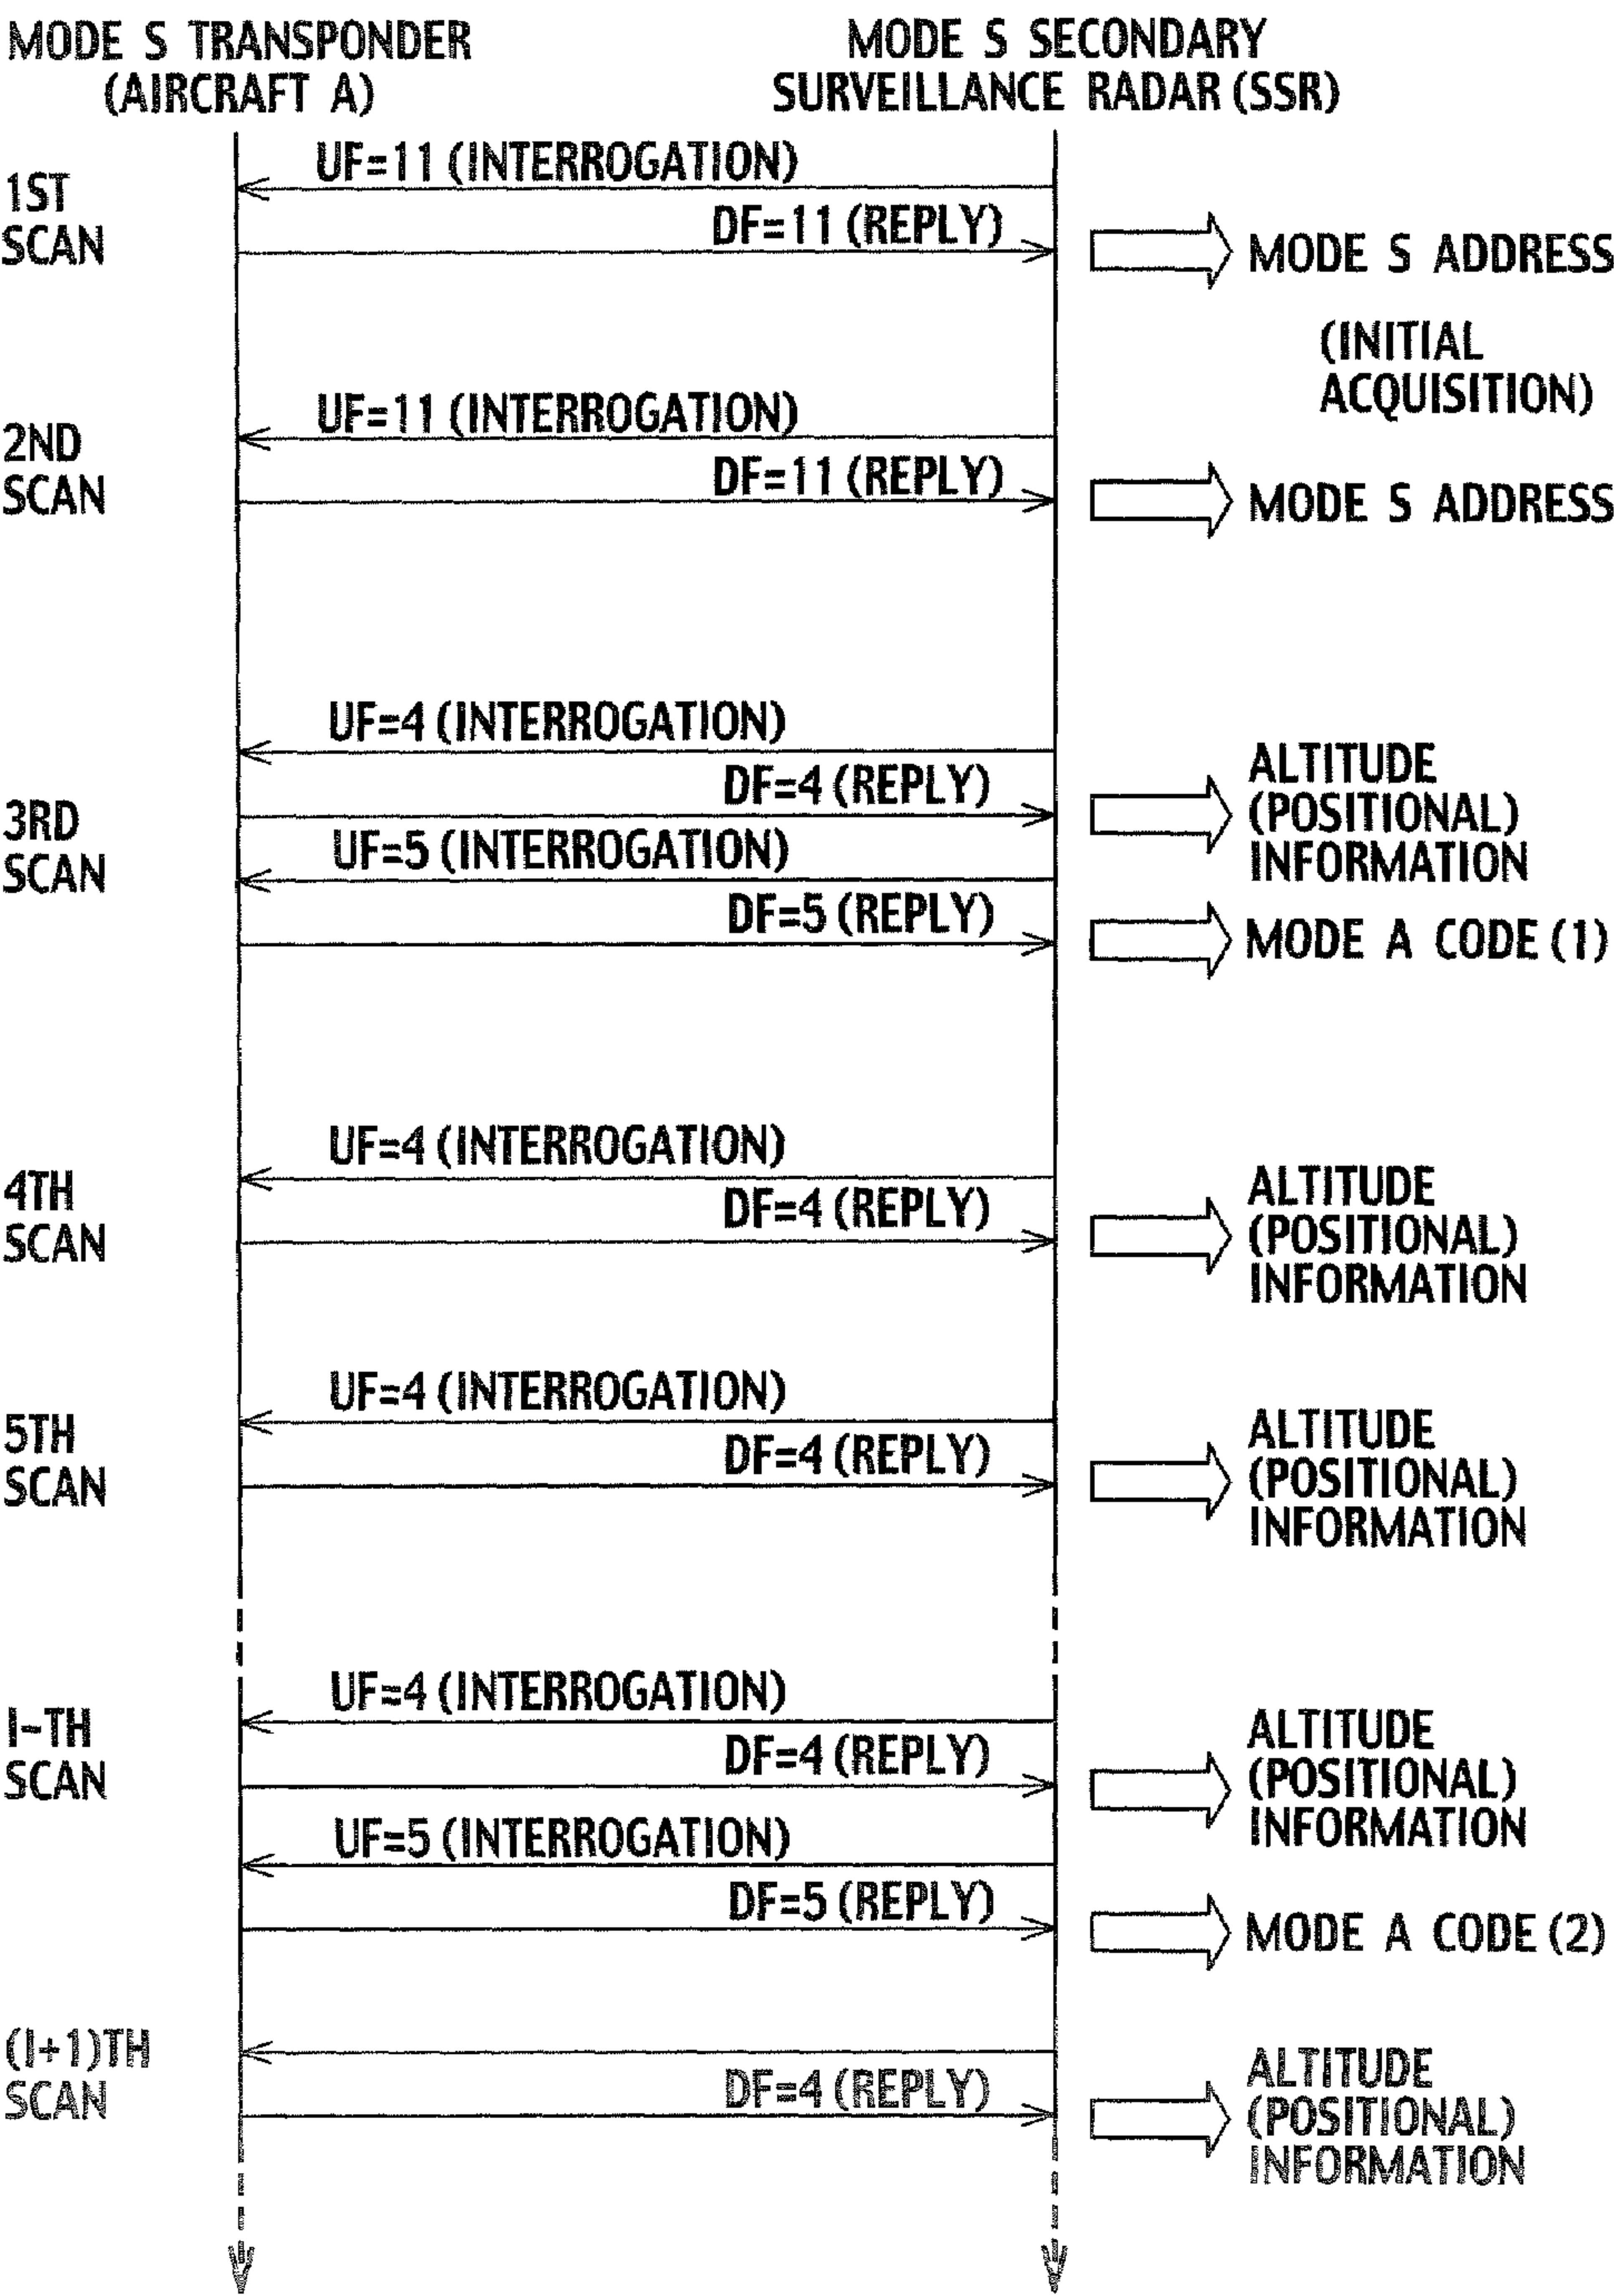 MODE S TRANSPONDER
(AIRCRAFT A)
MODE S SECONDARY
SURVEILLANCE RADAR (SSR)
1ST
SCAN
UF=11 (INTERROGATION)
DF=11 (REPLY)
MODE S ADDRESS
(INITIAL
ACQUISITION)
2ND
SCAN
UF=11 (INTERROGATION)
DF=11 (REPLY)
MODE S ADDRESS
3RD
SCAN
UF=4 (INTERROGATION)
DF=4 (REPLY)
ALTITUDE
(POSITIONAL)
INFORMATION
UF=5 (INTERROGATION)
DF=5 (REPLY)
MODE A CODE (1)
4TH
SCAN
UF=4 (INTERROGATION)
DF=4 (REPLY)
ALTITUDE
(POSITIONAL)
INFORMATION
5TH
SCAN
UF=4 (INTERROGATION)
DF=4 (REPLY)
ALTITUDE
(POSITIONAL)
INFORMATION
I-TH
SCAN
UF=4 (INTERROGATION)
DF=4 (REPLY)
ALTITUDE
(POSITIONAL)
INFORMATION
UF=5 (INTERROGATION)
DF=5 (REPLY)
MODE A CODE (2)
(I+1)TH
SCAN
DF=4 (REPLY)
ALTITUDE
(POSITIONAL)
INFORMATION